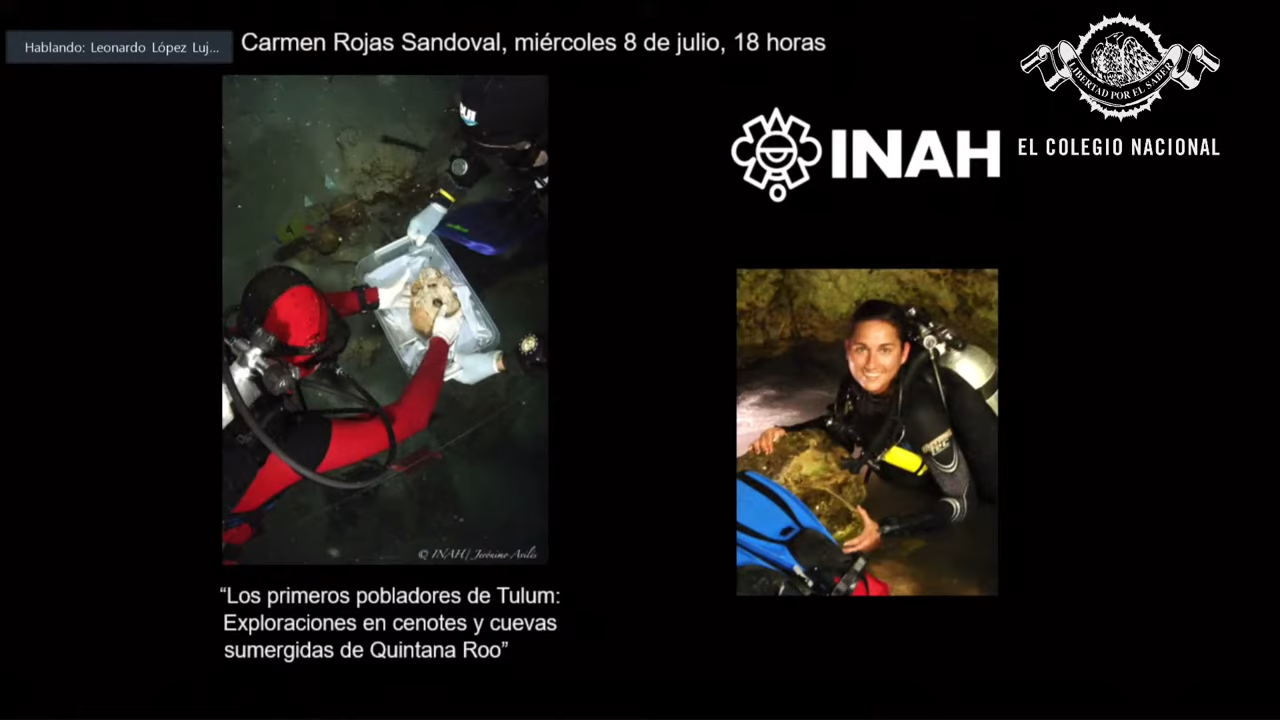 Hablando: Leonardo López Luj...
Carmen Rojas Sandoval, miércoles 8 de julio, 18 horas
LIBERTAD POR EL SABER
INAH
EL COLEGIO NACIONAL
4
© INAH / Jerónimo Avilés
“Los primeros pobladores de Tulum:
Exploraciones en cenotes y cuevas
sumergidas de Quintana Roo”